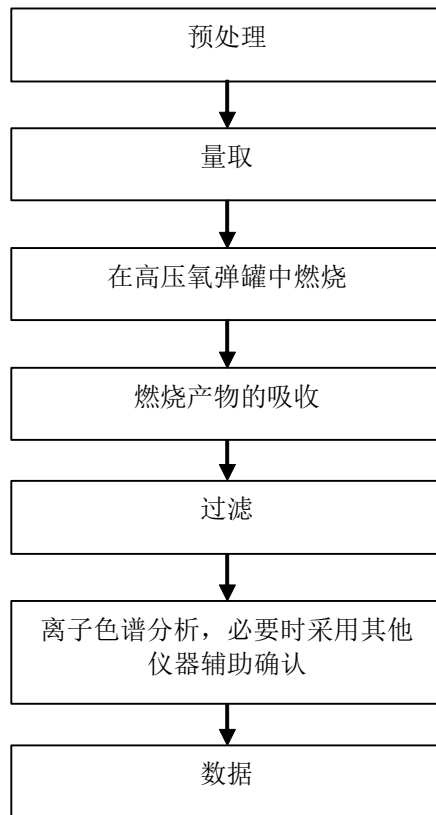 预处理
量取
在高压氧弹罐中燃烧
燃烧产物的吸收
过滤
离子色谱分析，必要时采用其他
仪器辅助确认
数据